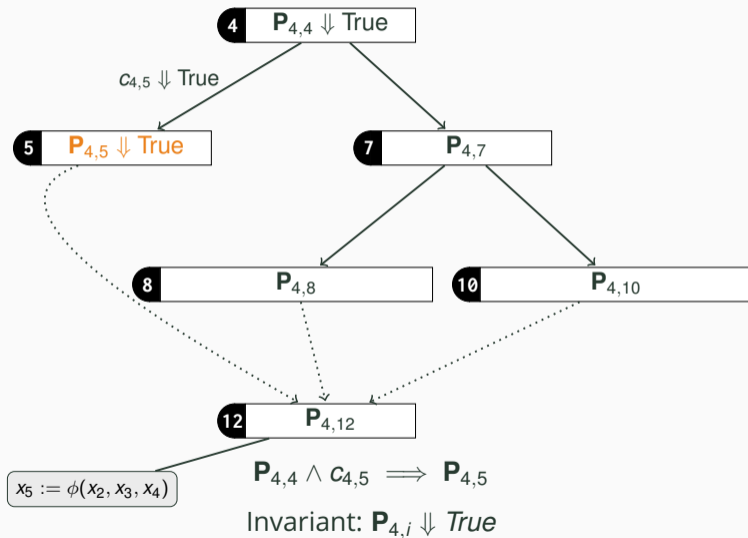 4 P4,4 ⇓ True
c4,5 ⇓ True
5 P4,5 ⇓ True
7 P4,7
8 P4,8
10 P4,10
12 P4,12
x5 := ϕ(x2, x3, x4)
P4,4 ∧ c4,5 ⟹ P4,5
Invariant: P4,i ⇓ True